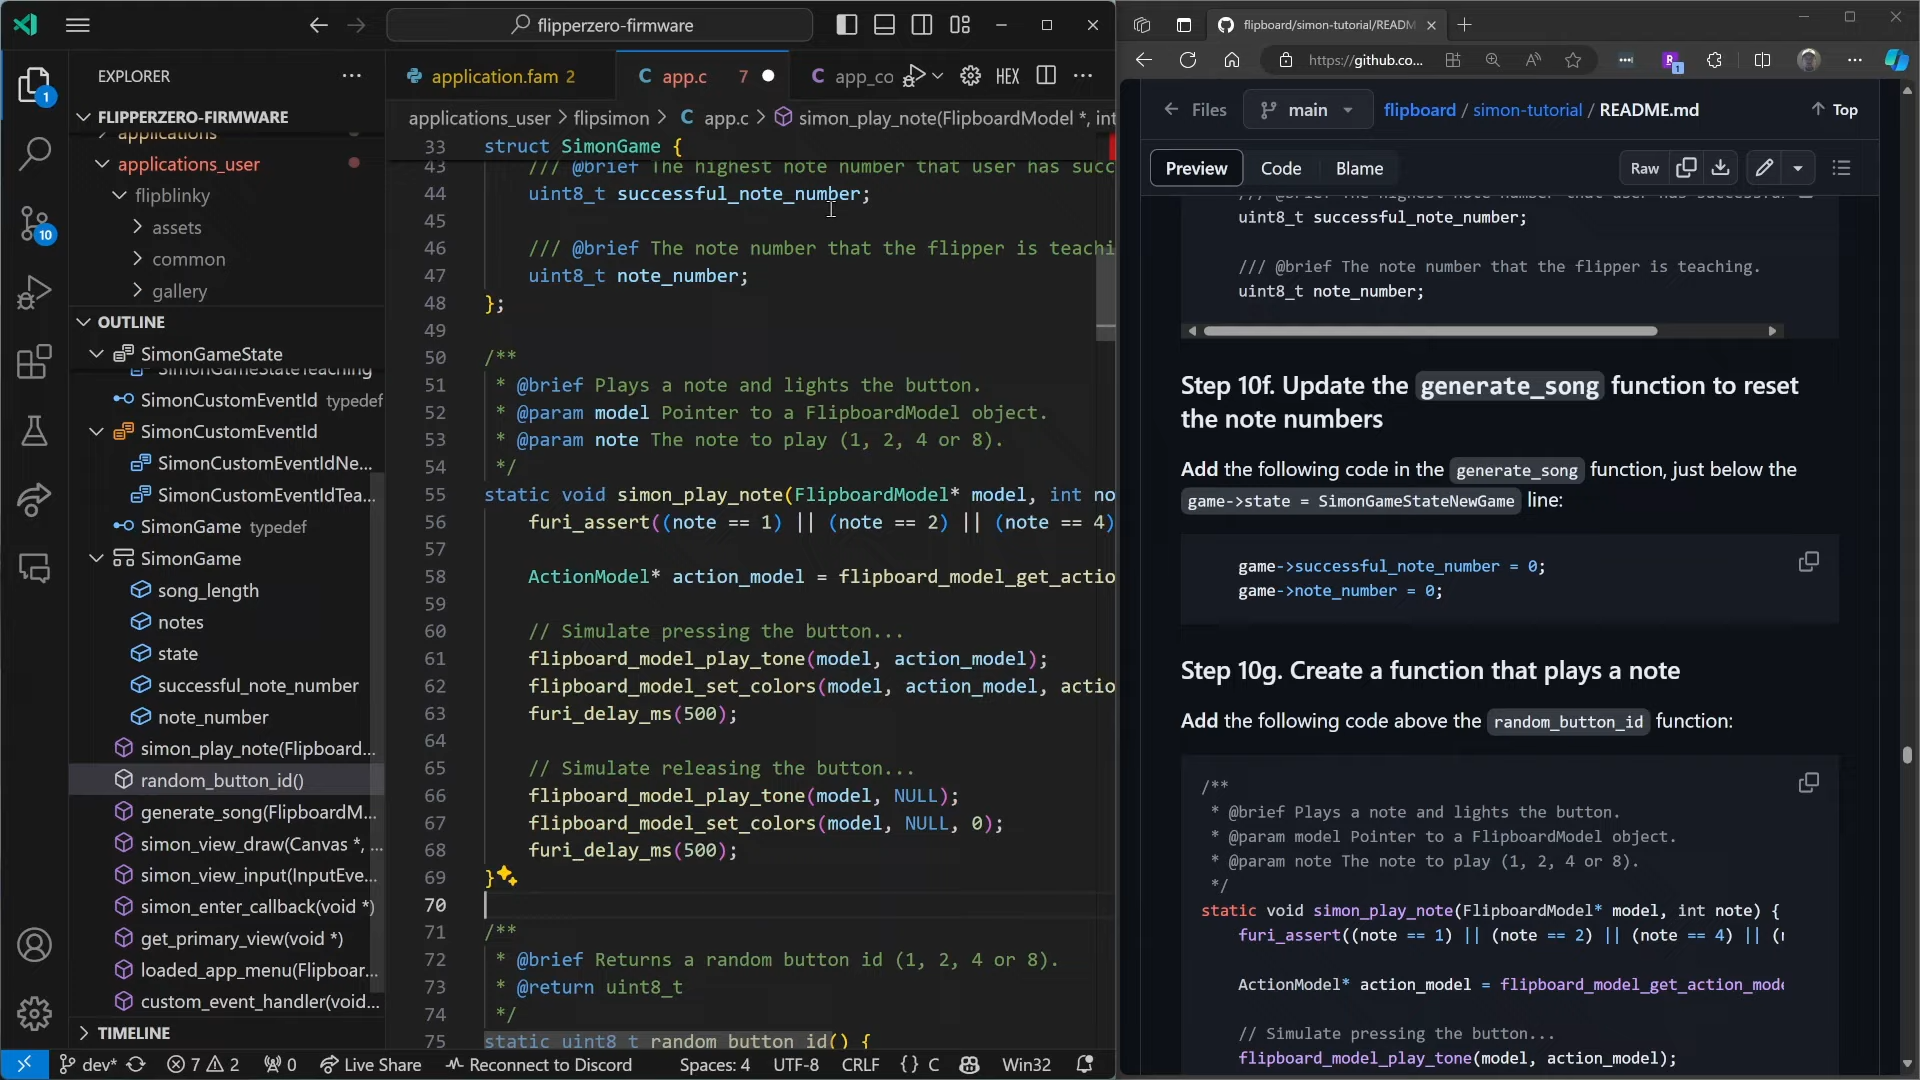 flipperzero-firmware
EXPLORER
FLIPPERZERO-FIRMWARE
applications
applications_user
flipblinky
assets
common
gallery
OUTLINE
SimonGameState
SimonGameStateTeaching
SimonCustomEventId typedef
SimonCustomEventId
SimonCustomEventIdNe...
SimonCustomEventIdTea...
SimonGame typedef
SimonGame
song_length
notes
state
successful_note_number
note_number
simon_play_note(Flipboard...
random_button_id()
generate_song(FlipboardM...
simon_view_draw(Canvas *, ...
simon_view_input(InputEve...
simon_enter_callback(void *)
get_primary_view(void *)
loaded_app_menu(Flipboar...
custom_event_handler(void...
TIMELINE
1
10
application.fam 2
C app.c 7
C app_co
HEX
applications_user > flipsimon > C app.c > simon_play_note(FlipboardModel *, int
33 struct SimonGame {
43 /// @brief The highest note number that user has succ
44 uint8_t successful_note_number;
45
46 /// @brief The note number that the flipper is teachi
47 uint8_t note_number;
48 };
49
50 /**
51 * @brief Plays a note and lights the button.
52 * @param model Pointer to a FlipboardModel object.
53 * @param note The note to play (1, 2, 4 or 8).
54 */
55 static void simon_play_note(FlipboardModel* model, int no
56 furi_assert((note == 1) || (note == 2) || (note == 4)
57
58 ActionModel* action_model = flipboard_model_get_actio
59
60 // Simulate pressing the button...
61 flipboard_model_play_tone(model, action_model);
62 flipboard_model_set_colors(model, action_model, actio
63 furi_delay_ms(500);
64
65 // Simulate releasing the button...
66 flipboard_model_play_tone(model, NULL);
67 flipboard_model_set_colors(model, NULL, 0);
68 furi_delay_ms(500);
69 }
70
71 /**
72 * @brief Returns a random button id (1, 2, 4 or 8).
73 * @return uint8_t
74 */
75 static uint8_t random_button_id() {
dev* 7 2 0 Live Share Reconnect to Discord Spaces: 4 UTF-8 CRLF {} C Win32
flipboard/simon-tutorial/READM
https://github.co...
1
Files main flipboard / simon-tutorial / README.md Top
Preview Code Blame Raw
uint8_t successful_note_number;
/// @brief The note number that the flipper is teaching.
uint8_t note_number;
Step 10f. Update the generate_song function to reset
the note numbers
Add the following code in the generate_song function, just below the
game->state = SimonGameStateNewGame line:
game->successful_note_number = 0;
game->note_number = 0;
Step 10g. Create a function that plays a note
Add the following code above the random_button_id function:
/**
* @brief Plays a note and lights the button.
* @param model Pointer to a FlipboardModel object.
* @param note The note to play (1, 2, 4 or 8).
*/
static void simon_play_note(FlipboardModel* model, int note) {
furi_assert((note == 1) || (note == 2) || (note == 4) || (
ActionModel* action_model = flipboard_model_get_action_mode
// Simulate pressing the button...
flipboard_model_play_tone(model, action_model);